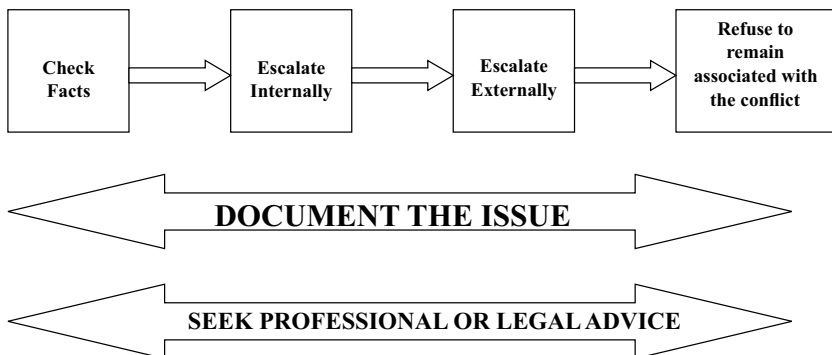 Check
Facts
Escalate
Internally
Escalate
Externally
Refuse to
remain
associated with
the conflict
DOCUMENT THE ISSUE
SEEK PROFESSIONAL OR LEGAL ADVICE